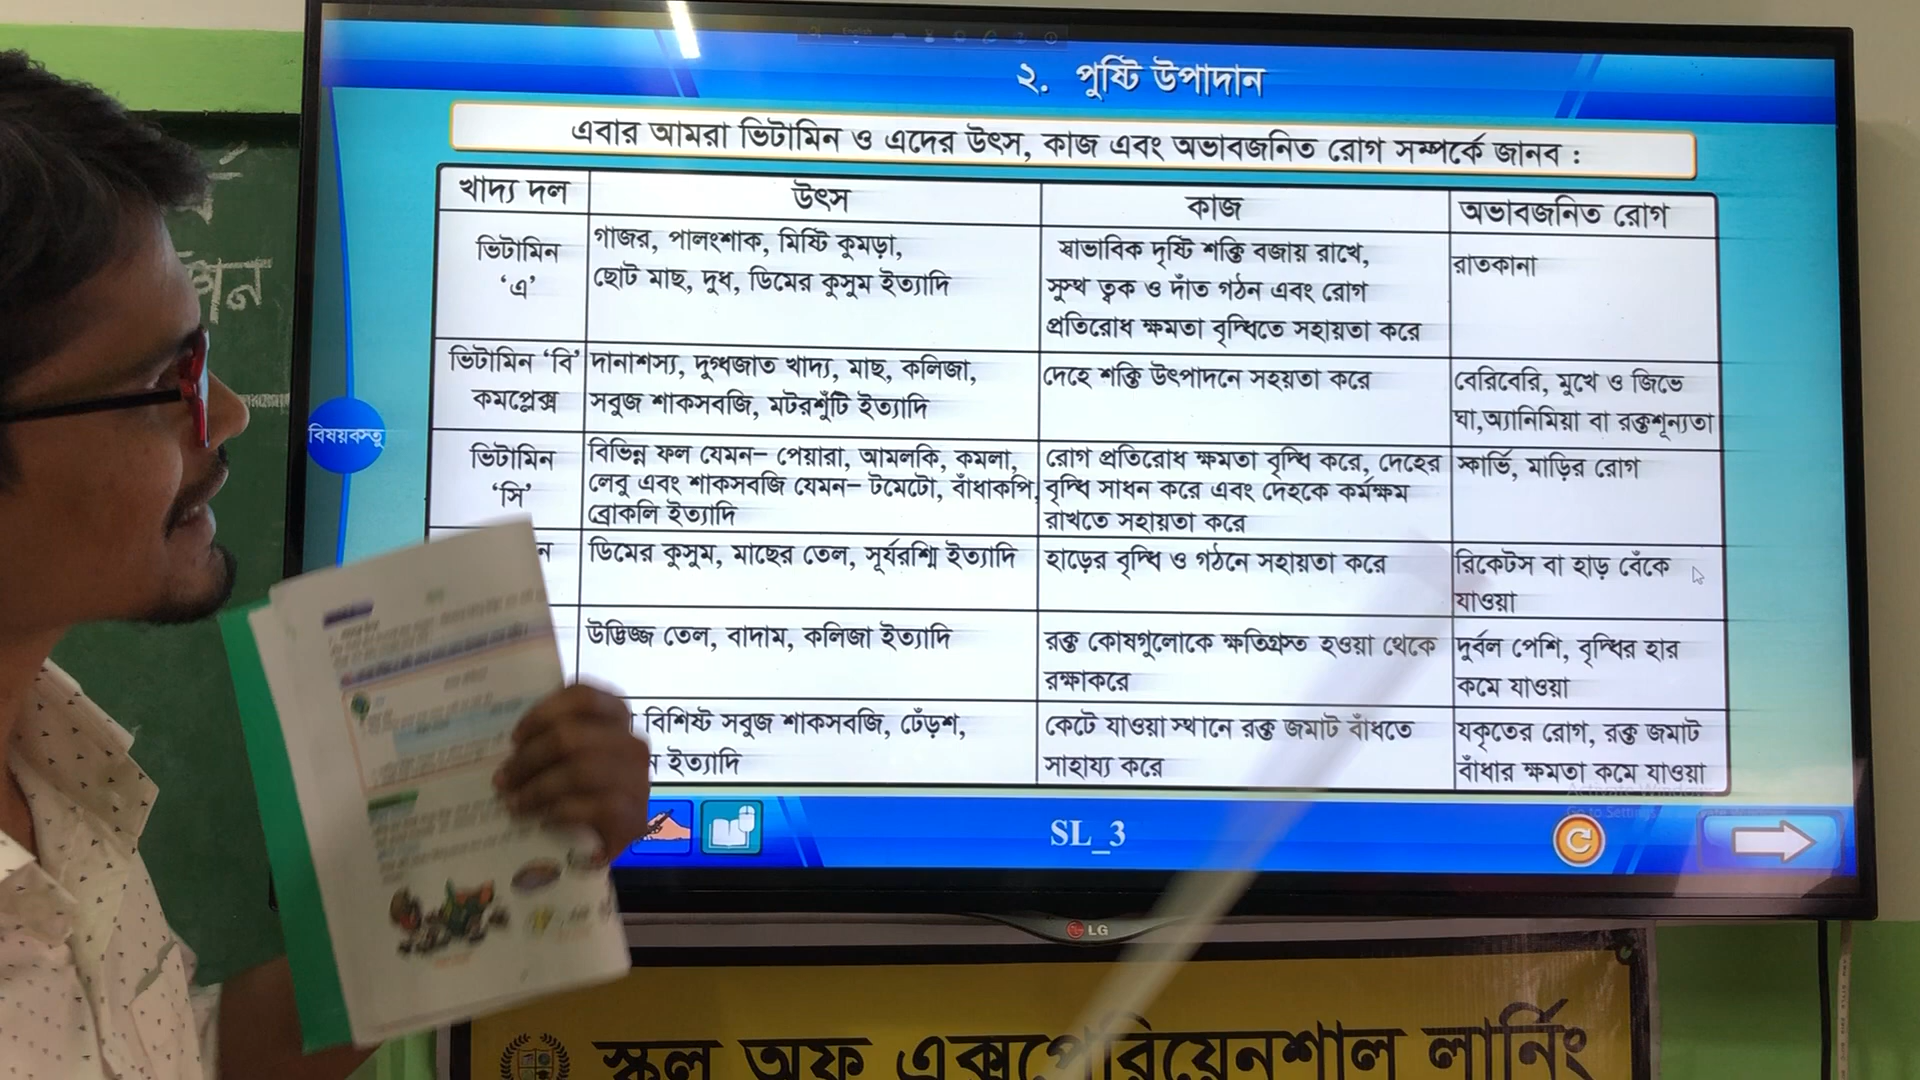 ২. পুষ্টি উপাদান
এবার আমরা ভিটামিন ও এদের উৎস, কাজ এবং অভাবজনিত রোগ সম্পর্কে জানব :
খাদ্য দল উৎস কাজ অভাবজনিত রোগ
ভিটামিন
‘এ’
গাজর, পালংশাক, মিষ্টি কুমড়া,
ছোট মাছ, দুধ, ডিমের কুসুম ইত্যাদি
স্বাভাবিক দৃষ্টি শক্তি বজায় রাখে,
সুস্থ ত্বক ও দাঁত গঠন এবং রোগ
প্রতিরোধ ক্ষমতা বৃদ্ধিতে সহায়তা করে
রাতকানা
ভিটামিন ‘বি’
কমপ্লেক্স
দানাশস্য, দুগ্ধজাত খাদ্য, মাছ, কলিজা,
সবুজ শাকসবজি, মটরশুঁটি ইত্যাদি
দেহে শক্তি উৎপাদনে সহয়তা করে
বেরিবেরি, মুখে ও জিভে
ঘা,অ্যানিমিয়া বা রক্তশূন্যতা
ভিটামিন
‘সি’
বিভিন্ন ফল যেমন– পেয়ারা, আমলকি, কমলা,
লেবু এবং শাকসবজি যেমন– টমেটো, বাঁধাকপি,
ব্রোকলি ইত্যাদি
রোগ প্রতিরোধ ক্ষমতা বৃদ্ধি করে, দেহের
বৃদ্ধি সাধন করে এবং দেহকে কর্মক্ষম
রাখতে সহায়তা করে
স্কার্ভি, মাড়ির রোগ
ন
ডিমের কুসুম, মাছের তেল, সূর্যরশ্মি ইত্যাদি
হাড়ের বৃদ্ধি ও গঠনে সহায়তা করে
রিকেটস বা হাড় বেঁকে
যাওয়া
উদ্ভিজ্জ তেল, বাদাম, কলিজা ইত্যাদি
রক্ত কোষগুলোকে ক্ষতিগ্রস্ত হওয়া থেকে
রক্ষাকরে
দুর্বল পেশি, বৃদ্ধির হার
কমে যাওয়া
বিশিষ্ট সবুজ শাকসবজি, ঢেঁড়শ,
ন ইত্যাদি
কেটে যাওয়া স্থানে রক্ত জমাট বাঁধতে
সাহায্য করে
যকৃতের রোগ, রক্ত জমাট
বাঁধার ক্ষমতা কমে যাওয়া
বিষয়বস্তু
Activate Windows
Go to Settings
SL_3
LG
স্কুল অফ এক্সপেরিয়েনশাল লার্নিং